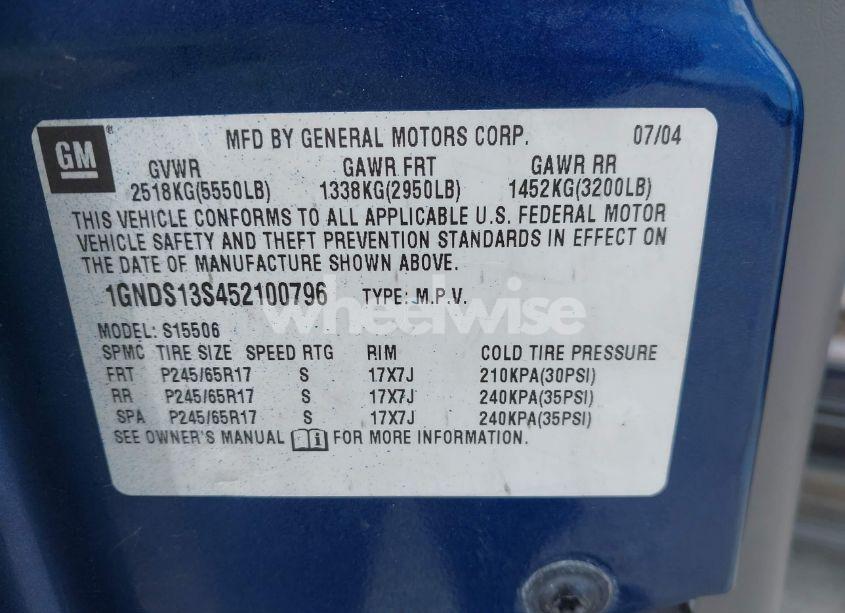 GM
MFD BY GENERAL MOTORS CORP. 07/04
GVWR GAWR FRT GAWR RR
2518KG(5550LB) 1338KG(2950LB) 1452KG(3200LB)
THIS VEHICLE CONFORMS TO ALL APPLICABLE U.S. FEDERAL MOTOR
VEHICLE SAFETY AND THEFT PREVENTION STANDARDS IN EFFECT ON
THE DATE OF MANUFACTURE SHOWN ABOVE.
1GNDS13S452100796 TYPE: M.P.V.
wheelwise
MODEL: S15506
SPMC TIRE SIZE SPEED RTG RIM COLD TIRE PRESSURE
FRT P245/65R17 S 17X7J 210KPA(30PSI)
RR P245/65R17 S 17X7J 240KPA(35PSI)
SPA P245/65R17 S 17X7J 240KPA(35PSI)
SEE OWNER'S MANUAL i FOR MORE INFORMATION.